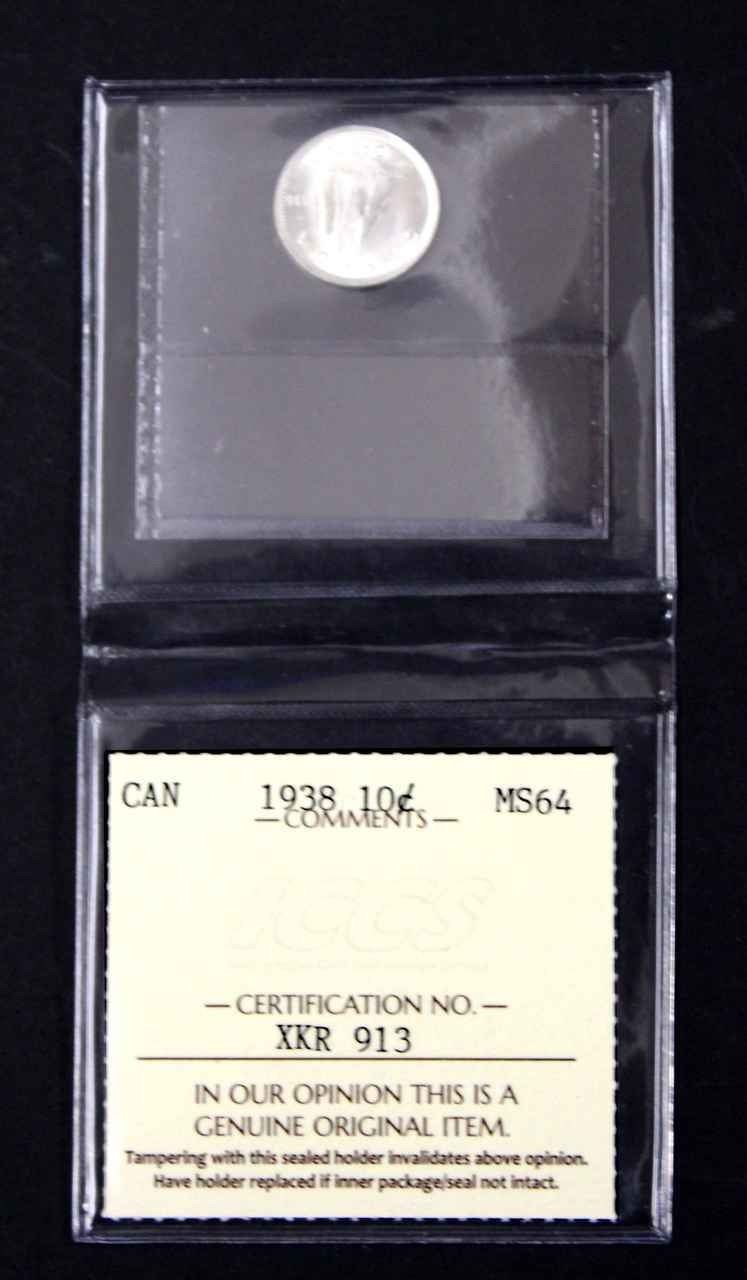 CAN 1938 10¢ MS64
— COMMENTS —
ICCS
— CERTIFICATION NO. —
XKR 913
IN OUR OPINION THIS IS A
GENUINE ORIGINAL ITEM.
Tampering with this sealed holder invalidates above opinion.
Have holder replaced if inner package/seal not intact.